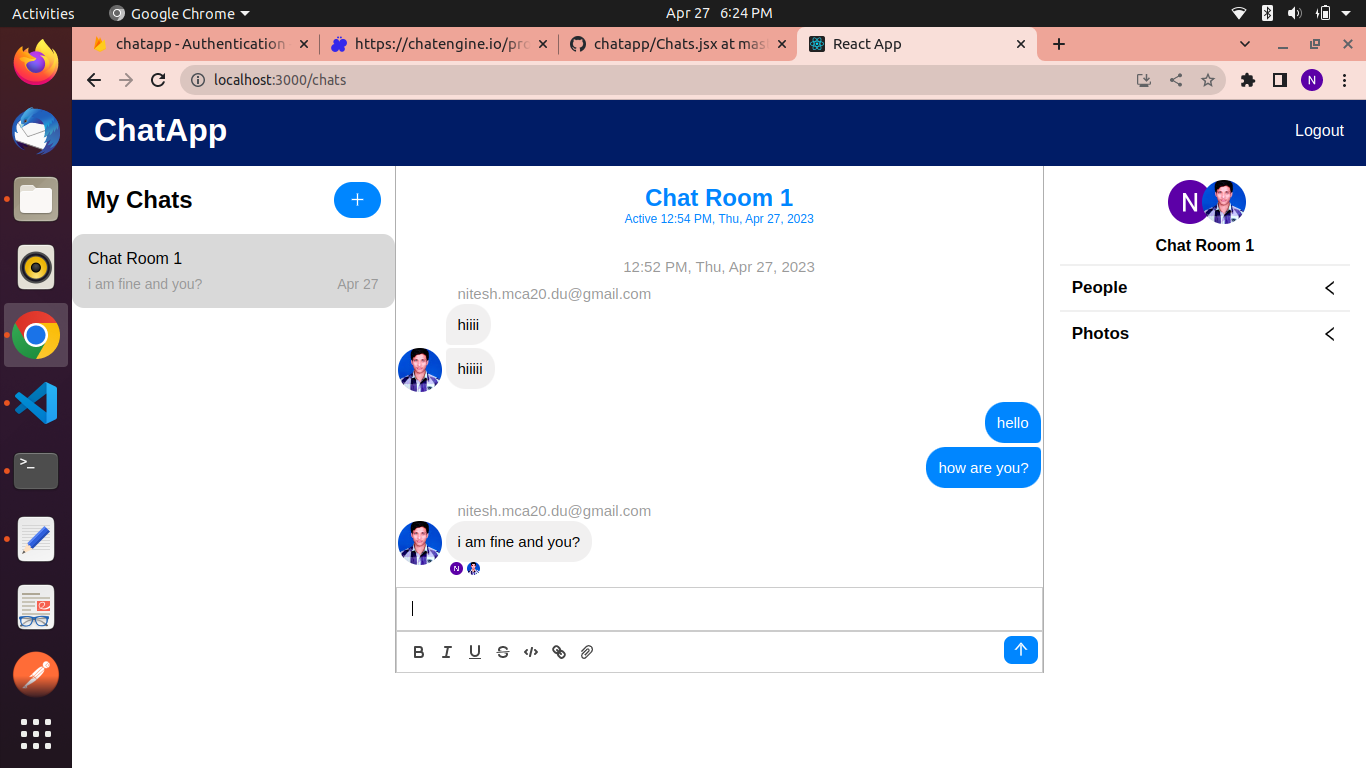 Activities
Google Chrome
Apr 27 6:24 PM
chatapp - Authentication
https://chatengine.io/pro
chatapp/Chats.jsx at mas
React App
localhost:3000/chats
N
ChatApp
Logout
My Chats
+
Chat Room 1
i am fine and you?
Apr 27
Chat Room 1
Active 12:54 PM, Thu, Apr 27, 2023
12:52 PM, Thu, Apr 27, 2023
nitesh.mca20.du@gmail.com
hiiii
hiiiii
hello
how are you?
nitesh.mca20.du@gmail.com
i am fine and you?
N
B I U S </>
N
Chat Room 1
People
Photos